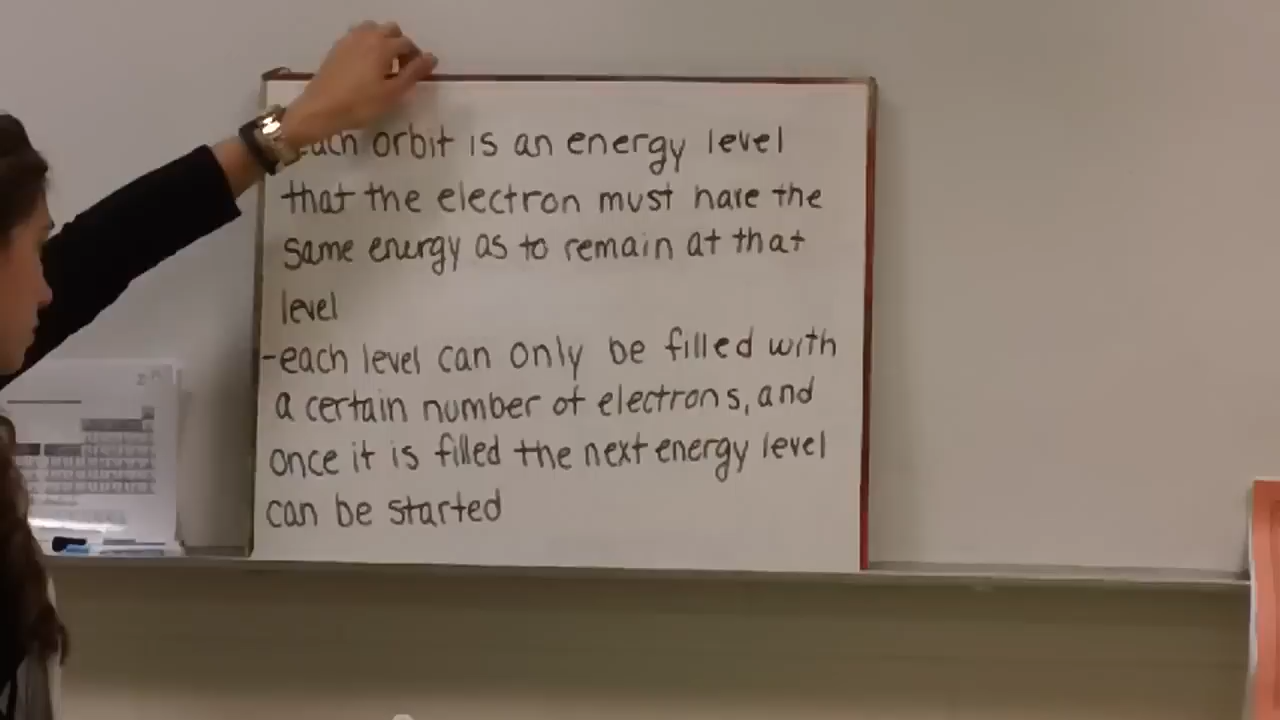 each orbit is an energy level
that the electron must have the
same energy as to remain at that
level
-each level can only be filled with
a certain number of electrons, and
once it is filled the next energy level
can be started